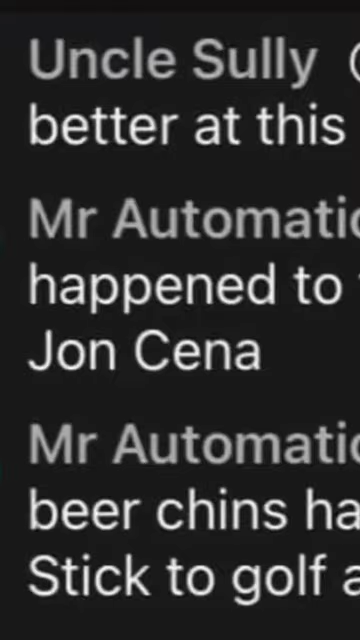 Uncle Sully
better at this
Mr Automatic
happened to
Jon Cena
Mr Automatic
beer chins ha
Stick to golf a